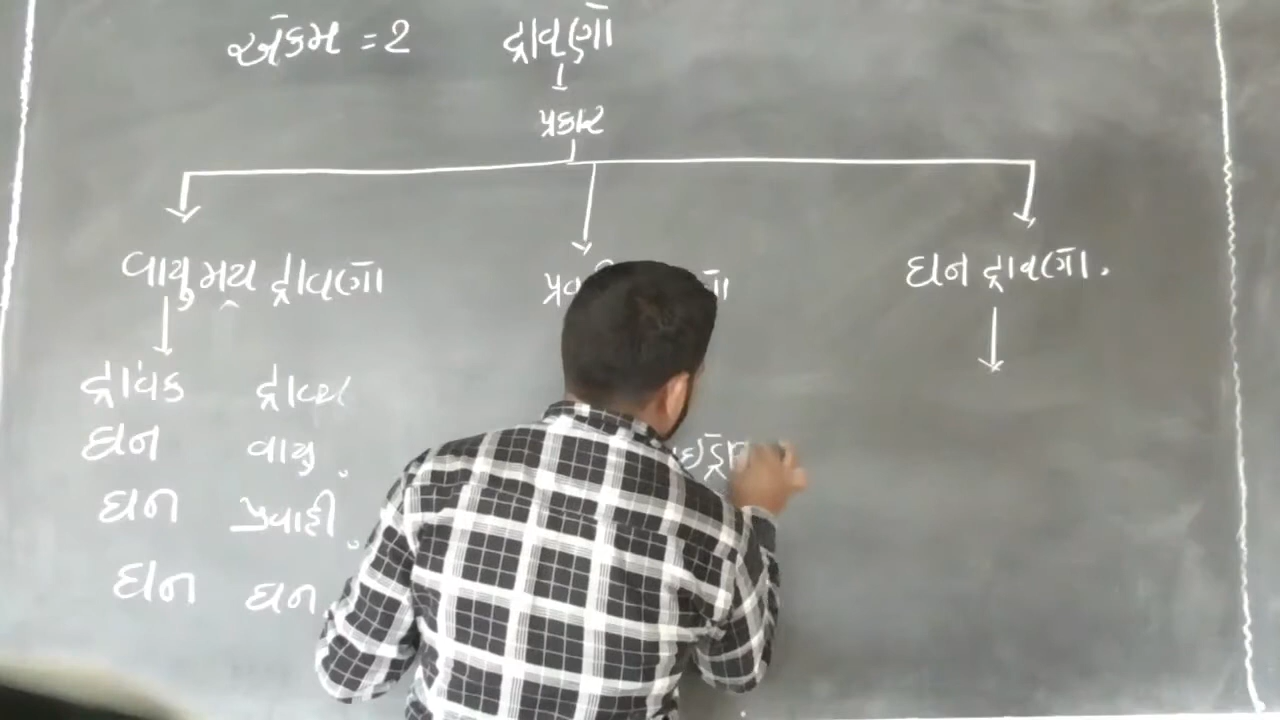 એકમ = 2 દ્રાવણો
પ્રકાર
વાયુમય દ્રાવણો ઘન દ્રાવણો.
દ્રાવક દ્રાવ્ય
ઘન વાયુ
ઘન પ્રવાહી
ઘન ઘન